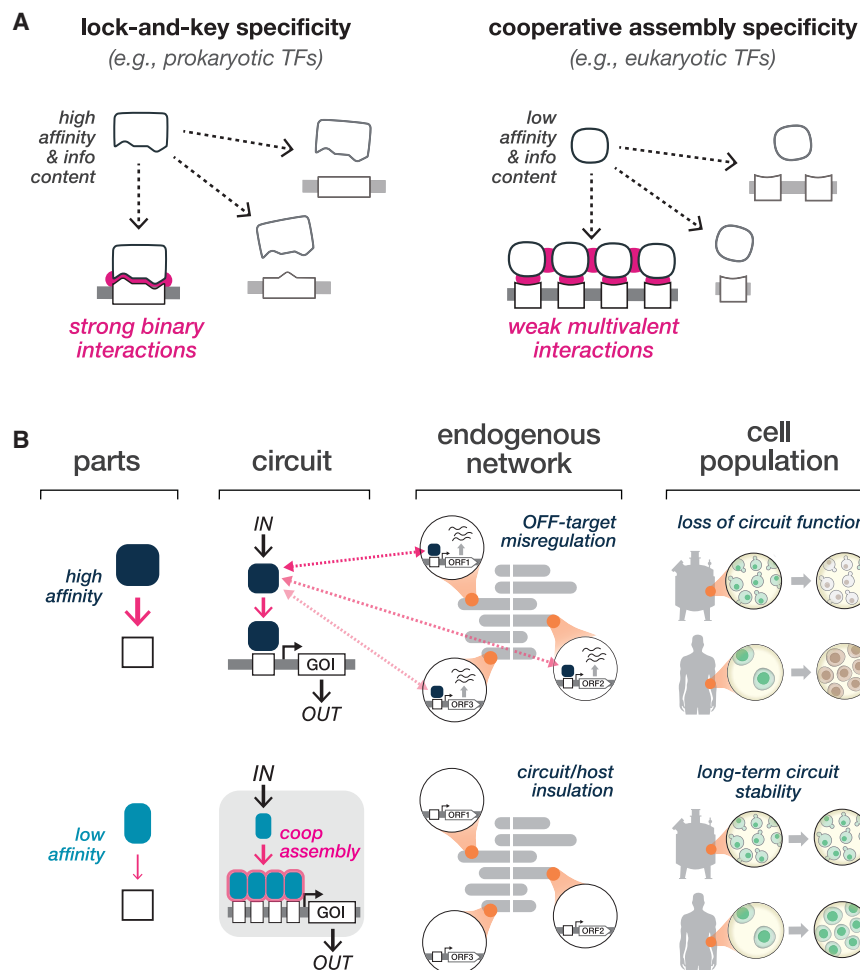 A
lock-and-key specificity
(e.g., prokaryotic TFs)
high
affinity
& info
content
strong binary
interactions
cooperative assembly specificity
(e.g., eukaryotic TFs)
low
affinity
& info
content
weak multivalent
interactions
B
parts
circuit
endogenous
network
cell
population
high
affinity
IN
GOI
OUT
OFF-target
misregulation
ORF1
ORF2
ORF3
loss of circuit function
low
affinity
IN
coop
assembly
GOI
OUT
circuit/host
insulation
ORF1
ORF2
ORF3
long-term circuit
stability